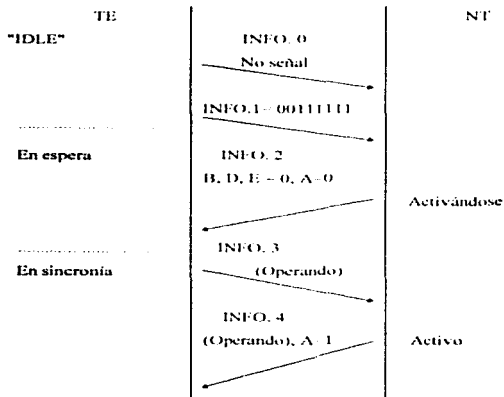 TE NT
"IDLE" INFO. 0
No señal
INFO.1- 00111111
En espera INFO. 2
B, D, E - 0, A-0
Activándose
INFO. 3
En sincronía (Operando)
INFO. 4
(Operando), A-1 Activo